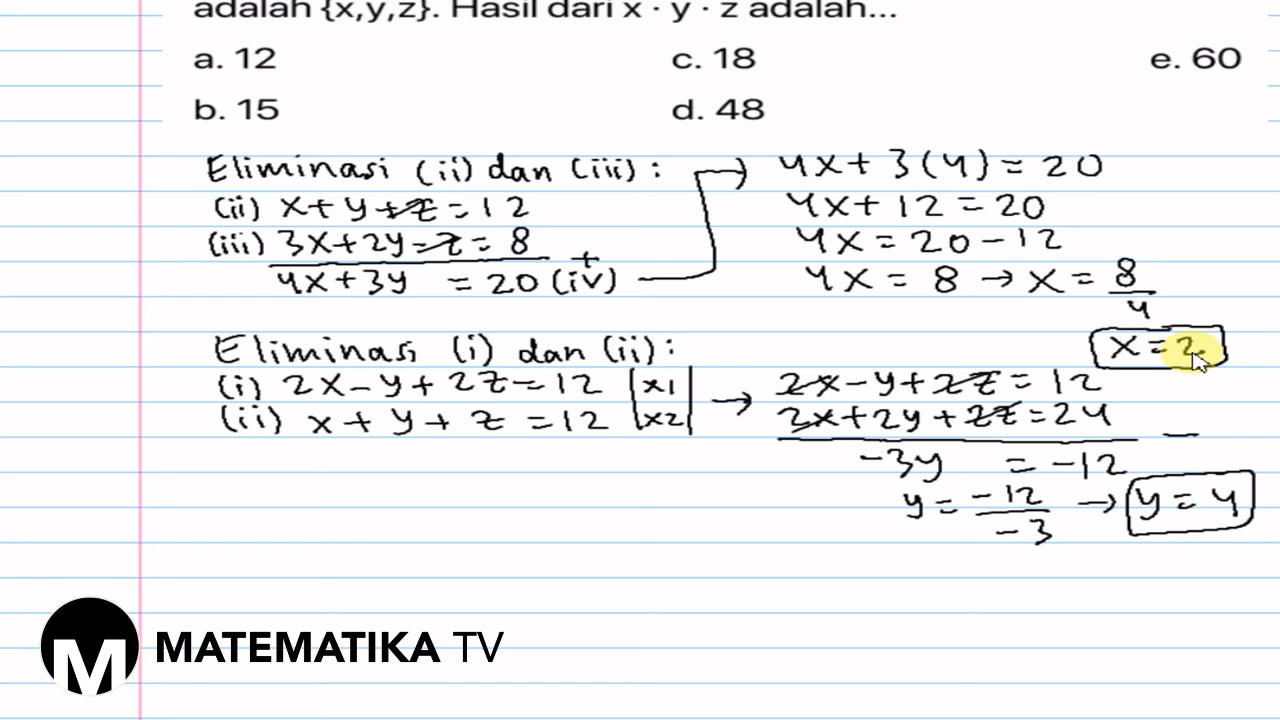 adalah {x,y,z}. Hasil dari x · y · z adalah...
a. 12 c. 18 e. 60
b. 15 d. 48
Eliminasi (ii) dan (iii) :
(ii) x + y + z = 12
(iii) 3x + 2y - z = 8
+
4x + 3y = 20 (iv)
4x + 3(4) = 20
4x + 12 = 20
4x = 20 - 12
4x = 8 → x = 8/4
x = 2
Eliminasi (i) dan (ii) :
(i) 2x - y + 2z = 12 |x1|
(ii) x + y + z = 12 |x2|
→ 2x - y + 2z = 12
2x + 2y + 2z = 24
-
-3y = -12
y = -12/-3 → y = 4
M MATEMATIKA TV